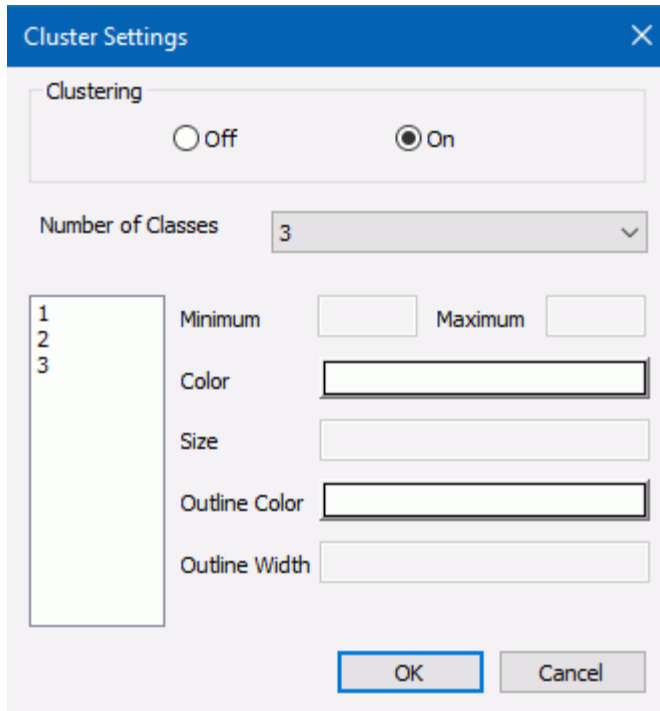 Cluster Settings
Clustering
Off On
Number of Classes 3
1
2
3
Minimum Maximum
Color
Size
Outline Color
Outline Width
OK Cancel